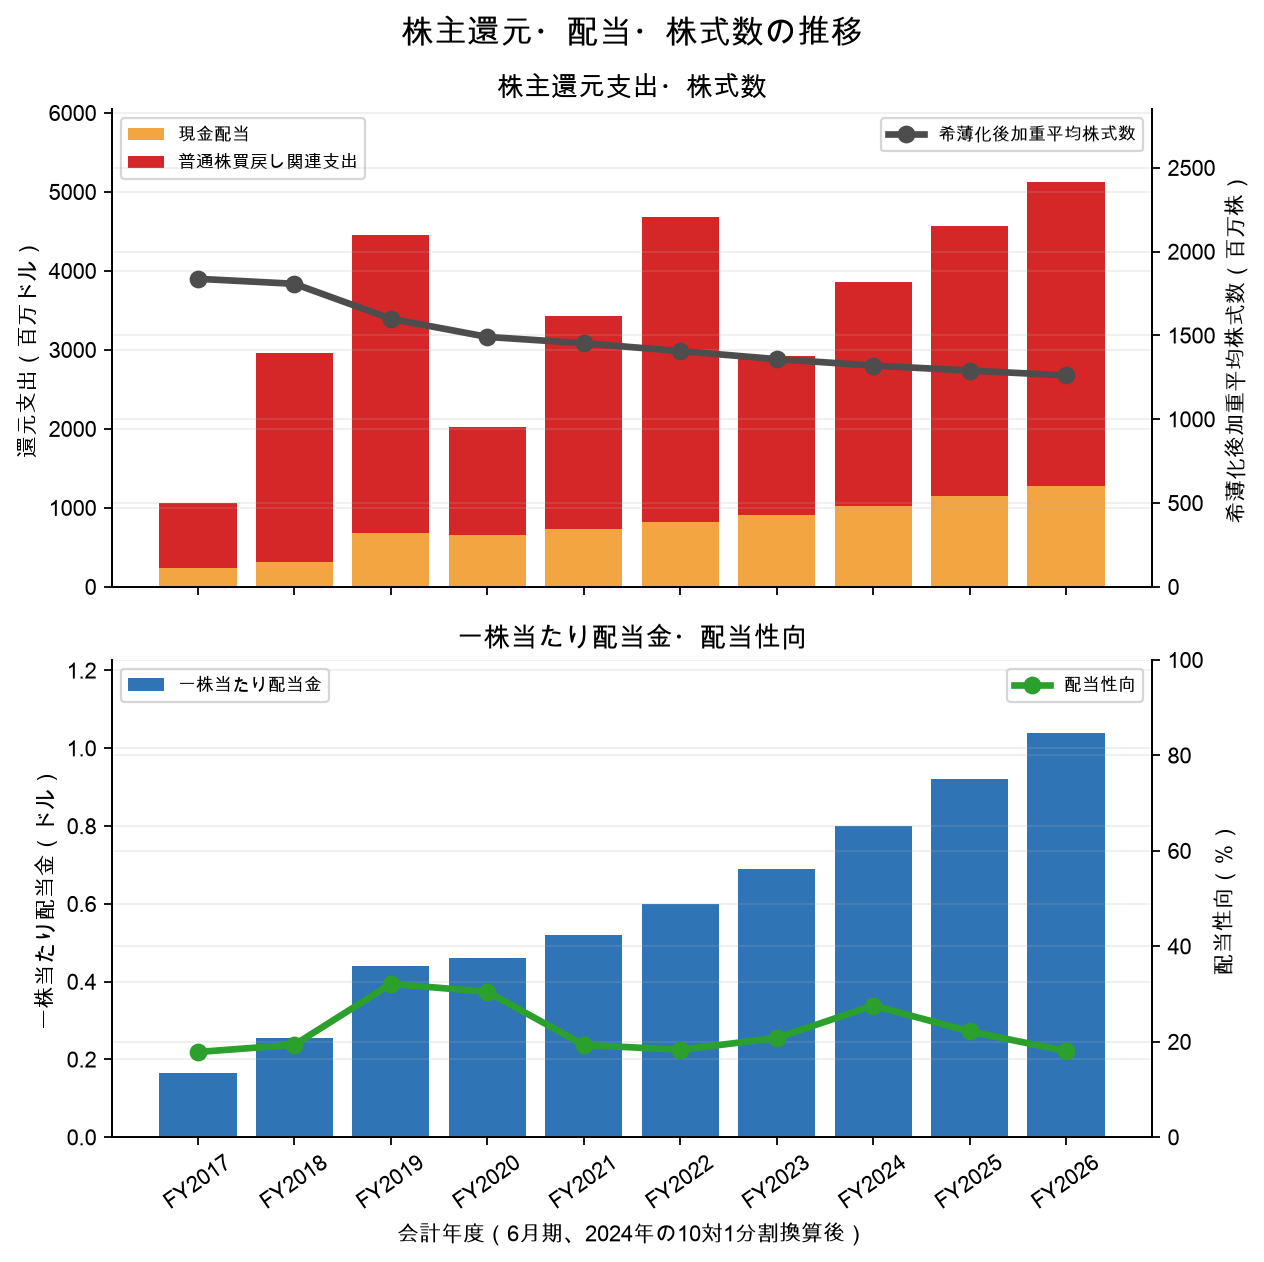 株主還元・配当・株式数の推移
株主還元支出・株式数
現金配当
普通株買戻し関連支出
希薄化後加重平均株式数
還元支出（百万ドル）
6000
5000
4000
3000
2000
1000
0
2500
2000
1500
1000
500
0
希薄化後加重平均株式数（百万株）
一株当たり配当金・配当性向
一株当たり配当金
配当性向
一株当たり配当金（ドル）
1.2
1.0
0.8
0.6
0.4
0.2
0.0
100
80
60
40
20
0
配当性向（％）
FY2017 FY2018 FY2019 FY2020 FY2021 FY2022 FY2023 FY2024 FY2025 FY2026
会計年度（6月期、2024年の10対1分割換算後）